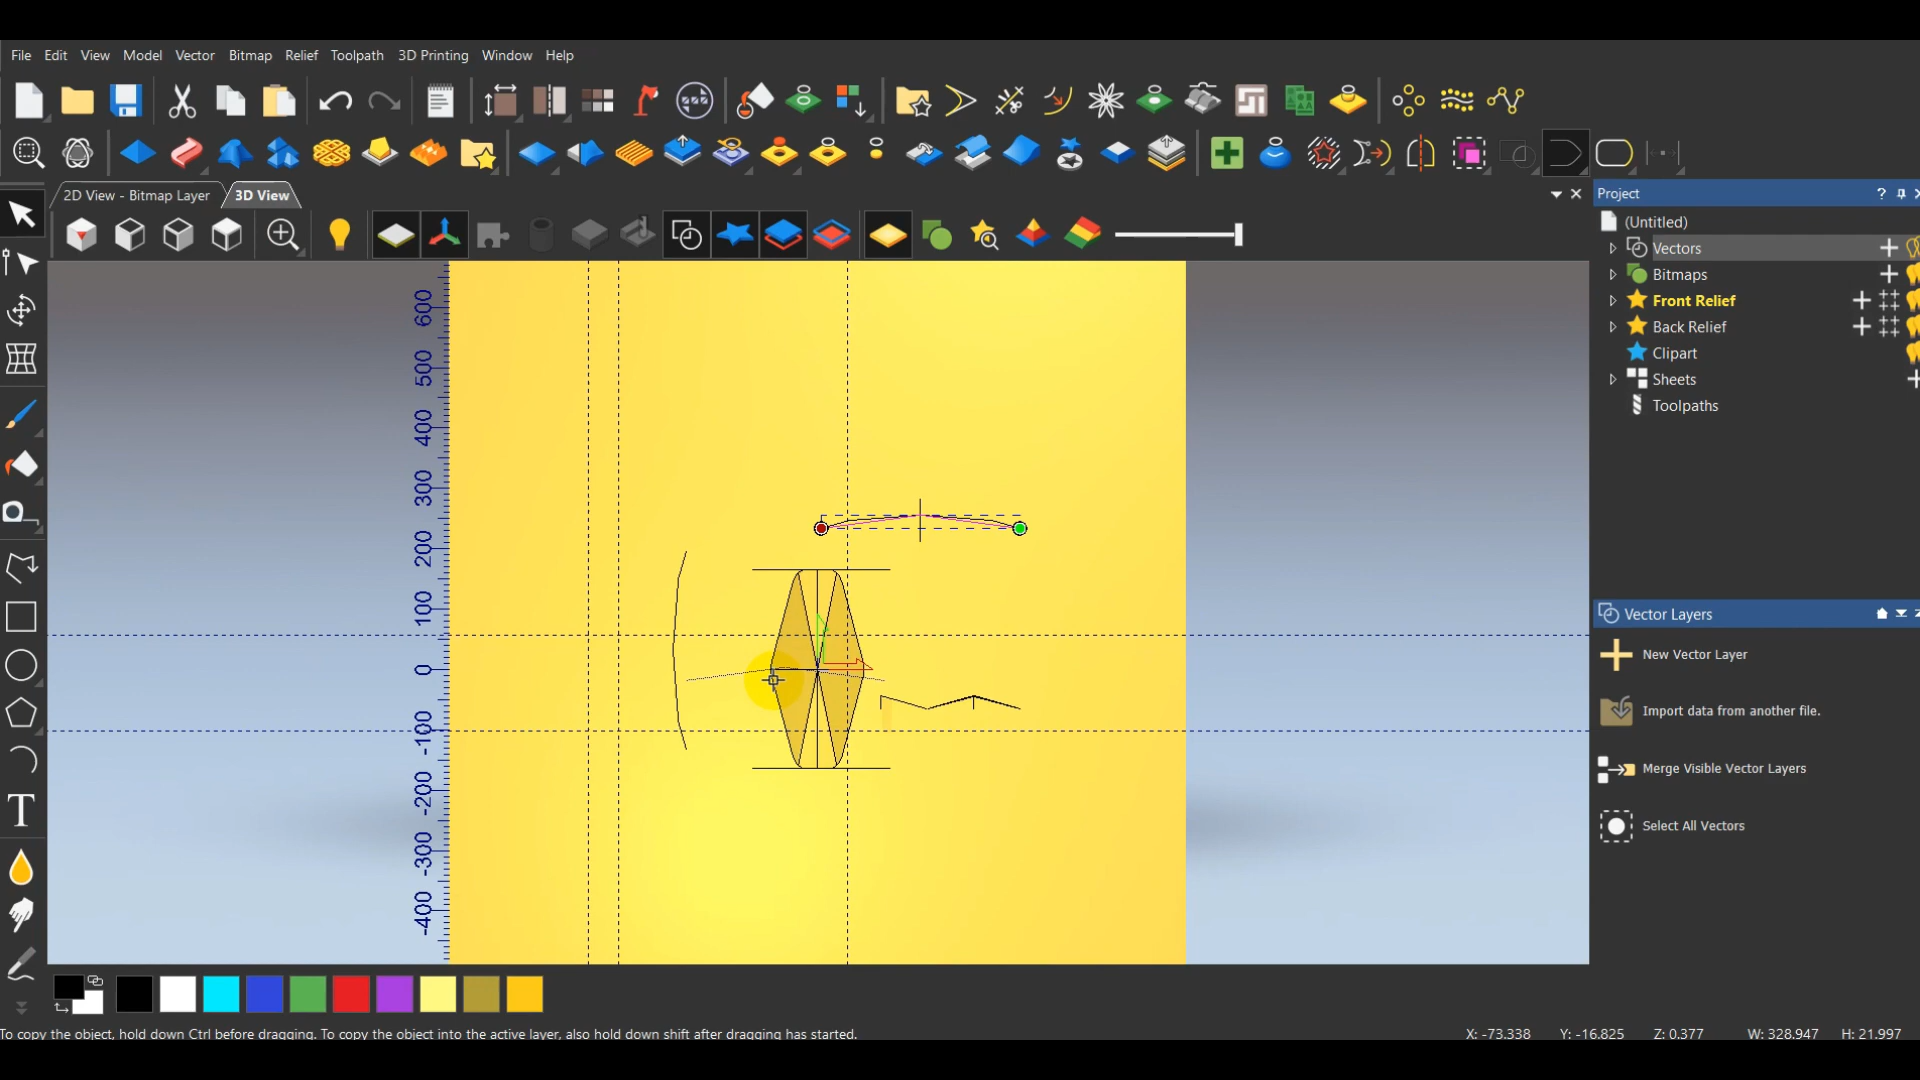 File Edit View Model Vector Bitmap Relief Toolpath 3D Printing Window Help
2D View - Bitmap Layer 3D View
Project ?
(Untitled)
Vectors
Bitmaps
Front Relief
Back Relief
Clipart
Sheets
Toolpaths
600
500
400
300
200
100
0
-100
-200
-300
-400
Vector Layers
New Vector Layer
Import data from another file.
Merge Visible Vector Layers
Select All Vectors
T
To copy the object, hold down Ctrl before dragging. To copy the object into the active layer, also hold down shift after dragging has started.
X: -73.338 Y: -16.825 Z: 0.377 W: 328.947 H: 21.997